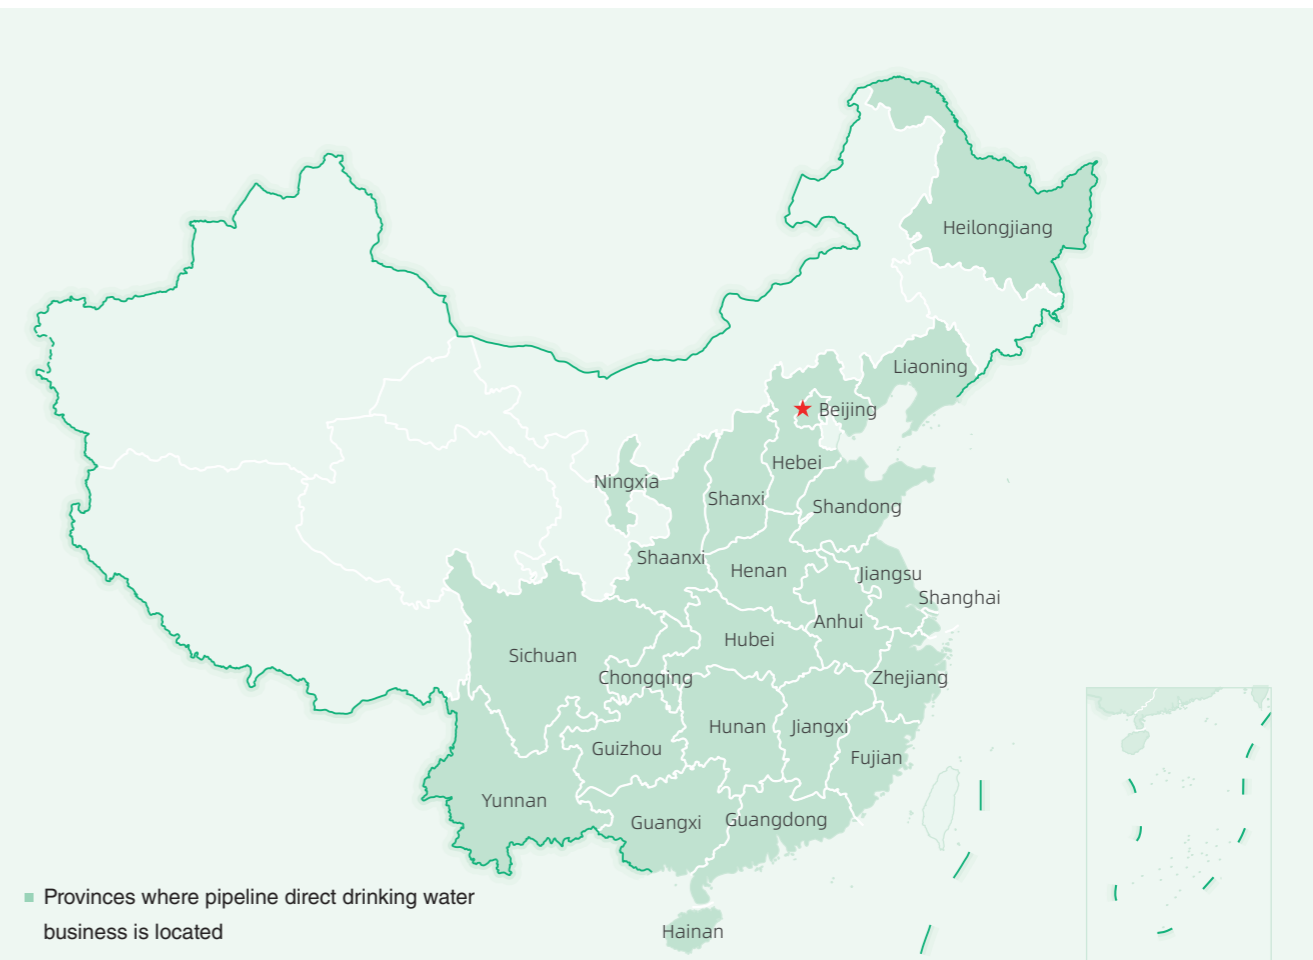 Heilongjiang
Liaoning
Beijing
Hebei
Ningxia
Shanxi
Shandong
Shaanxi
Henan
Jiangsu
Shanghai
Anhui
Hubei
Sichuan
Chongqing
Zhejiang
Hunan
Jiangxi
Guizhou
Fujian
Yunnan
Guangxi
Guangdong
Hainan
Provinces where pipeline direct drinking water
business is located